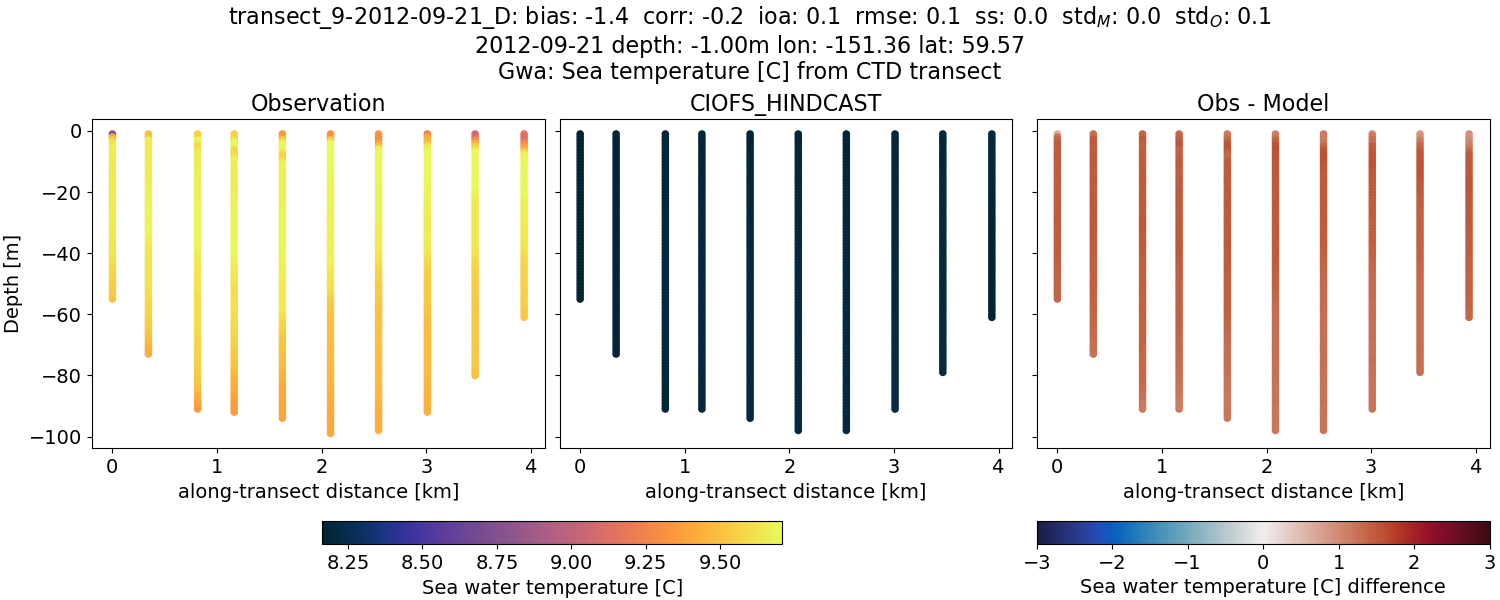 transect_9-2012-09-21_D: bias: -1.4  corr: -0.2  ioa: 0.1  rmse: 0.1  ss: 0.0  std_M: 0.0  std_O: 0.1
2012-09-21 depth: -1.00m lon: -151.36 lat: 59.57
Gwa: Sea temperature [C] from CTD transect
Observation
CIOFS_HINDCAST
Obs - Model
0
−20
−40
−60
−80
−100
Depth [m]
0 1 2 3 4
0 1 2 3 4
0 1 2 3 4
along-transect distance [km]
along-transect distance [km]
along-transect distance [km]
8.25 8.50 8.75 9.00 9.25 9.50
Sea water temperature [C]
−3 −2 −1 0 1 2 3
Sea water temperature [C] difference